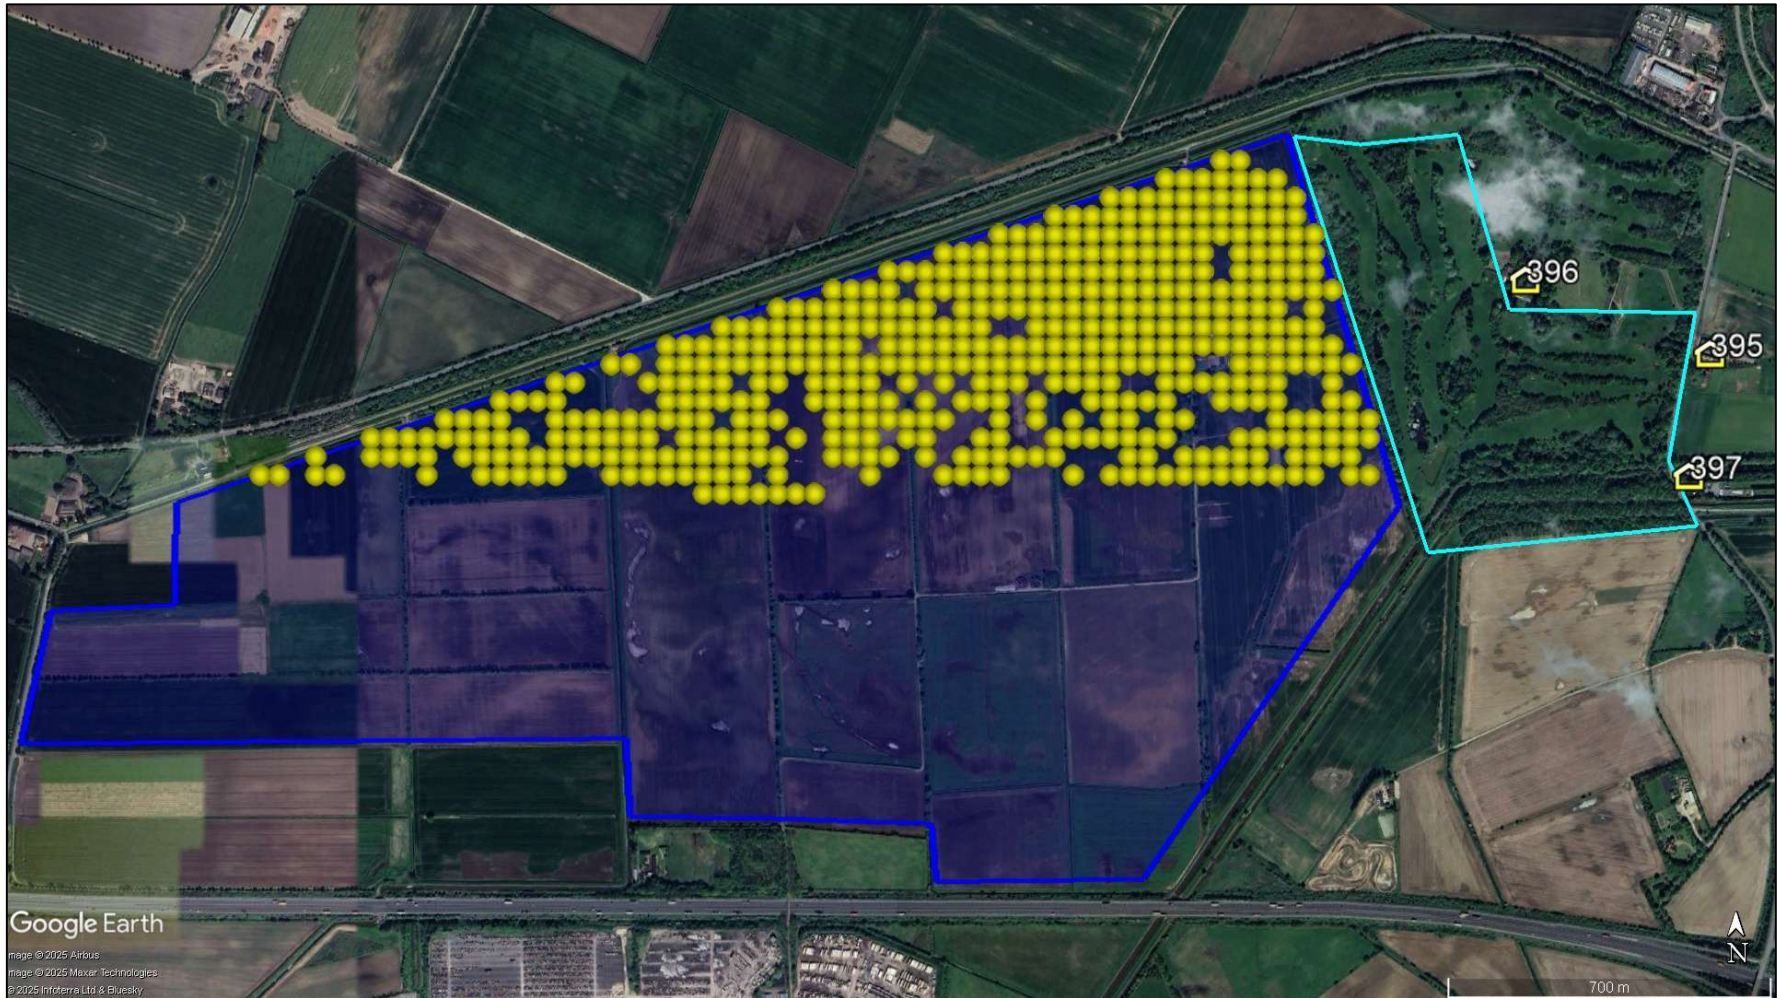 396
395
397
Google Earth
mage © 2025 Airbus
mage © 2025 Maxar Technologies
© 2025 Infoterra Ltd & Bluesky
N
700 m